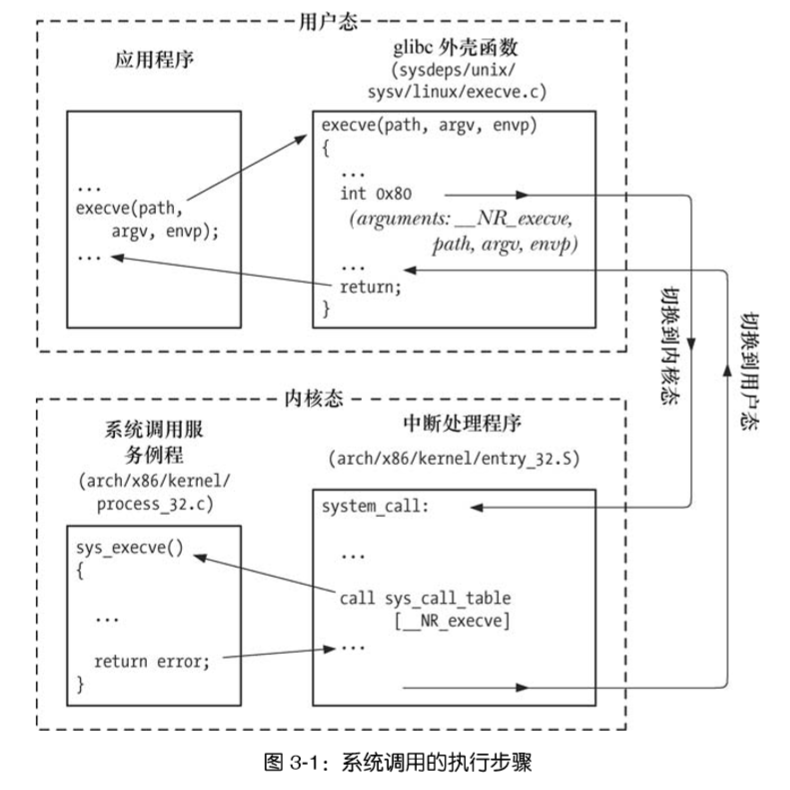 用户态
应用程序
glibc 外壳函数
(sysdeps/unix/
sysv/linux/execve.c)
...
execve(path,
argv, envp);
...
execve(path, argv, envp)
{
...
int 0x80
(arguments: __NR_execve,
path, argv, envp)
...
return;
}
切换到内核态
切换到用户态
内核态
系统调用服
务例程
(arch/x86/kernel/
process_32.c)
中断处理程序
(arch/x86/kernel/entry_32.S)
sys_execve()
{
...
return error;
}
system_call:
...
call sys_call_table
[__NR_execve]
...
图 3-1：系统调用的执行步骤